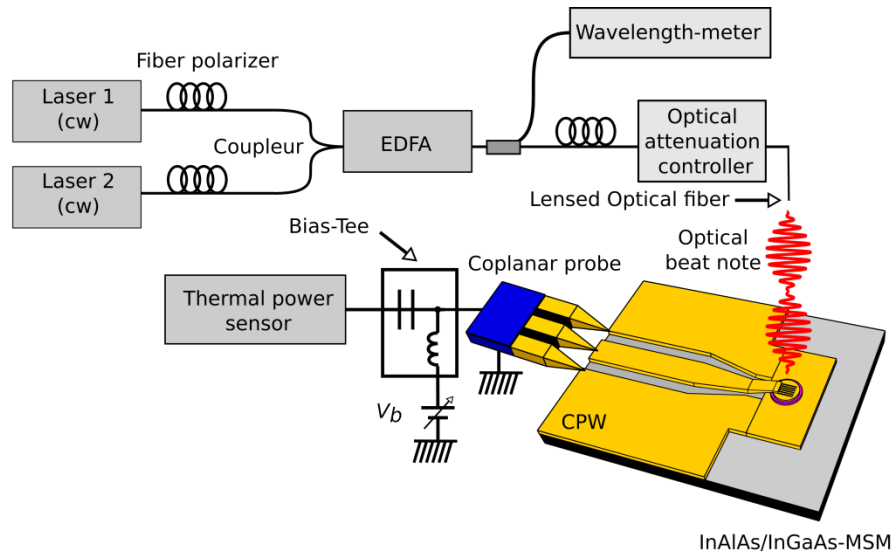 Wavelength-meter
Fiber polarizer
Laser 1
(cw)
Coupleur
EDFA
Optical
attenuation
controller
Laser 2
(cw)
Lensed Optical fiber
Bias-Tee
Optical
beat note
Coplanar probe
Thermal power
sensor
Vb
CPW
InAlAs/InGaAs-MSM